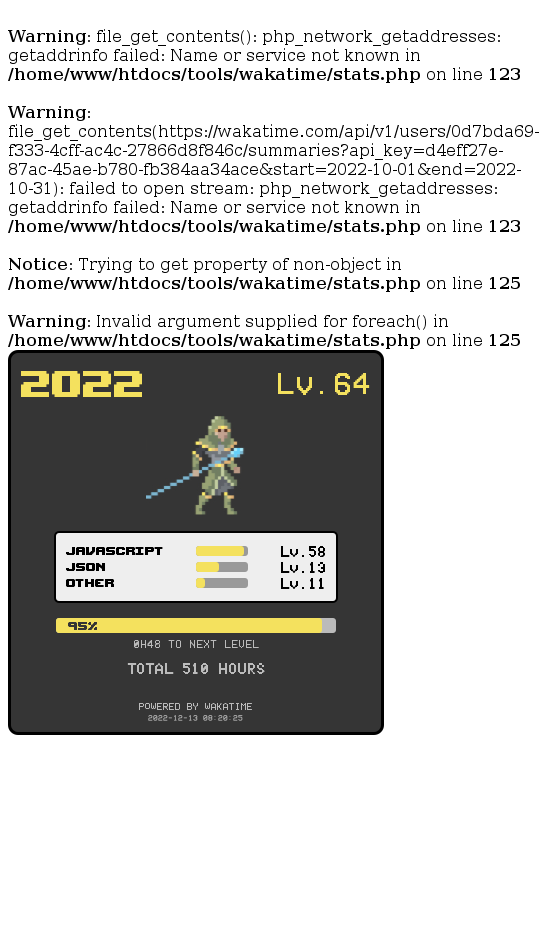 Warning: file_get_contents(): php_network_getaddresses:
getaddrinfo failed: Name or service not known in
/home/www/htdocs/tools/wakatime/stats.php on line 123
Warning:
file_get_contents(https://wakatime.com/api/v1/users/0d7bda69-
f333-4cff-ac4c-27866d8f846c/summaries?api_key=d4eff27e-
87ac-45ae-b780-fb384aa34ace&start=2022-10-01&end=2022-
10-31): failed to open stream: php_network_getaddresses:
getaddrinfo failed: Name or service not known in
/home/www/htdocs/tools/wakatime/stats.php on line 123
Notice: Trying to get property of non-object in
/home/www/htdocs/tools/wakatime/stats.php on line 125
Warning: Invalid argument supplied for foreach() in
/home/www/htdocs/tools/wakatime/stats.php on line 125
2022 Lv.64
JAVASCRIPT Lv.58
JSON Lv.13
OTHER Lv.11
95%
0H48 TO NEXT LEVEL
TOTAL 510 HOURS
POWERED BY WAKATIME
2022-12-13 08:20:25